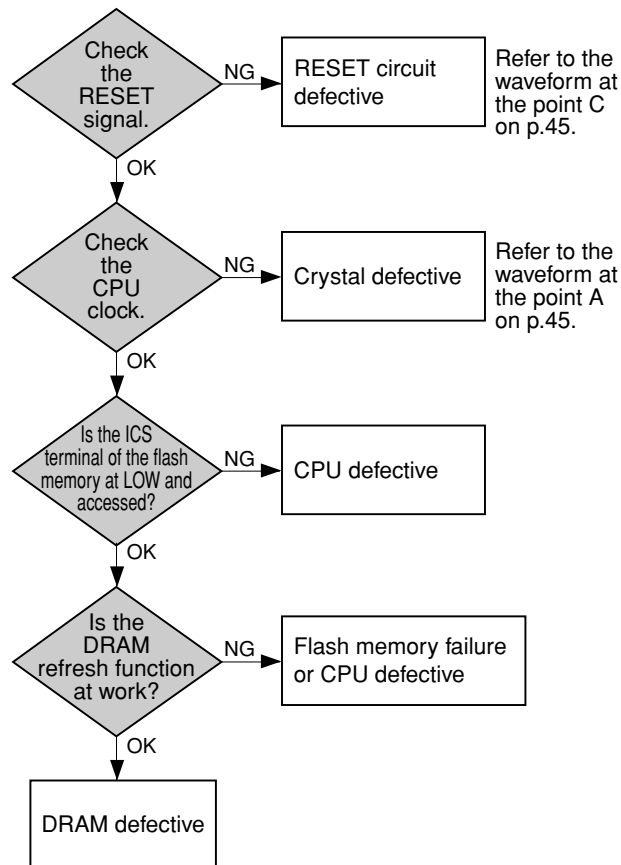 Check
the
RESET
signal.
NG
RESET circuit
defective
Refer to the
waveform at
the point C
on p.45.
OK
Check
the
CPU
clock.
NG
Crystal defective
Refer to the
waveform at
the point A
on p.45.
OK
Is the ICS
terminal of the flash
memory at LOW and
accessed?
NG
CPU defective
OK
Is the
DRAM
refresh function
at work?
NG
Flash memory failure
or CPU defective
OK
DRAM defective